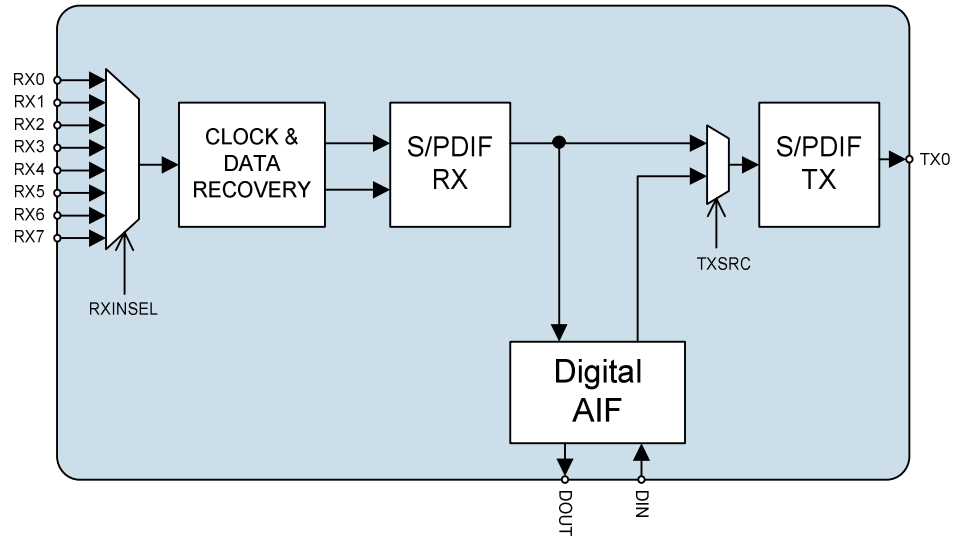 RX0
RX1
RX2
RX3
RX4
RX5
RX6
RX7
RXINSEL
CLOCK &
DATA
RECOVERY
S/PDIF
RX
TXSRC
S/PDIF
TX
TX0
Digital
AIF
DOUT
DIN